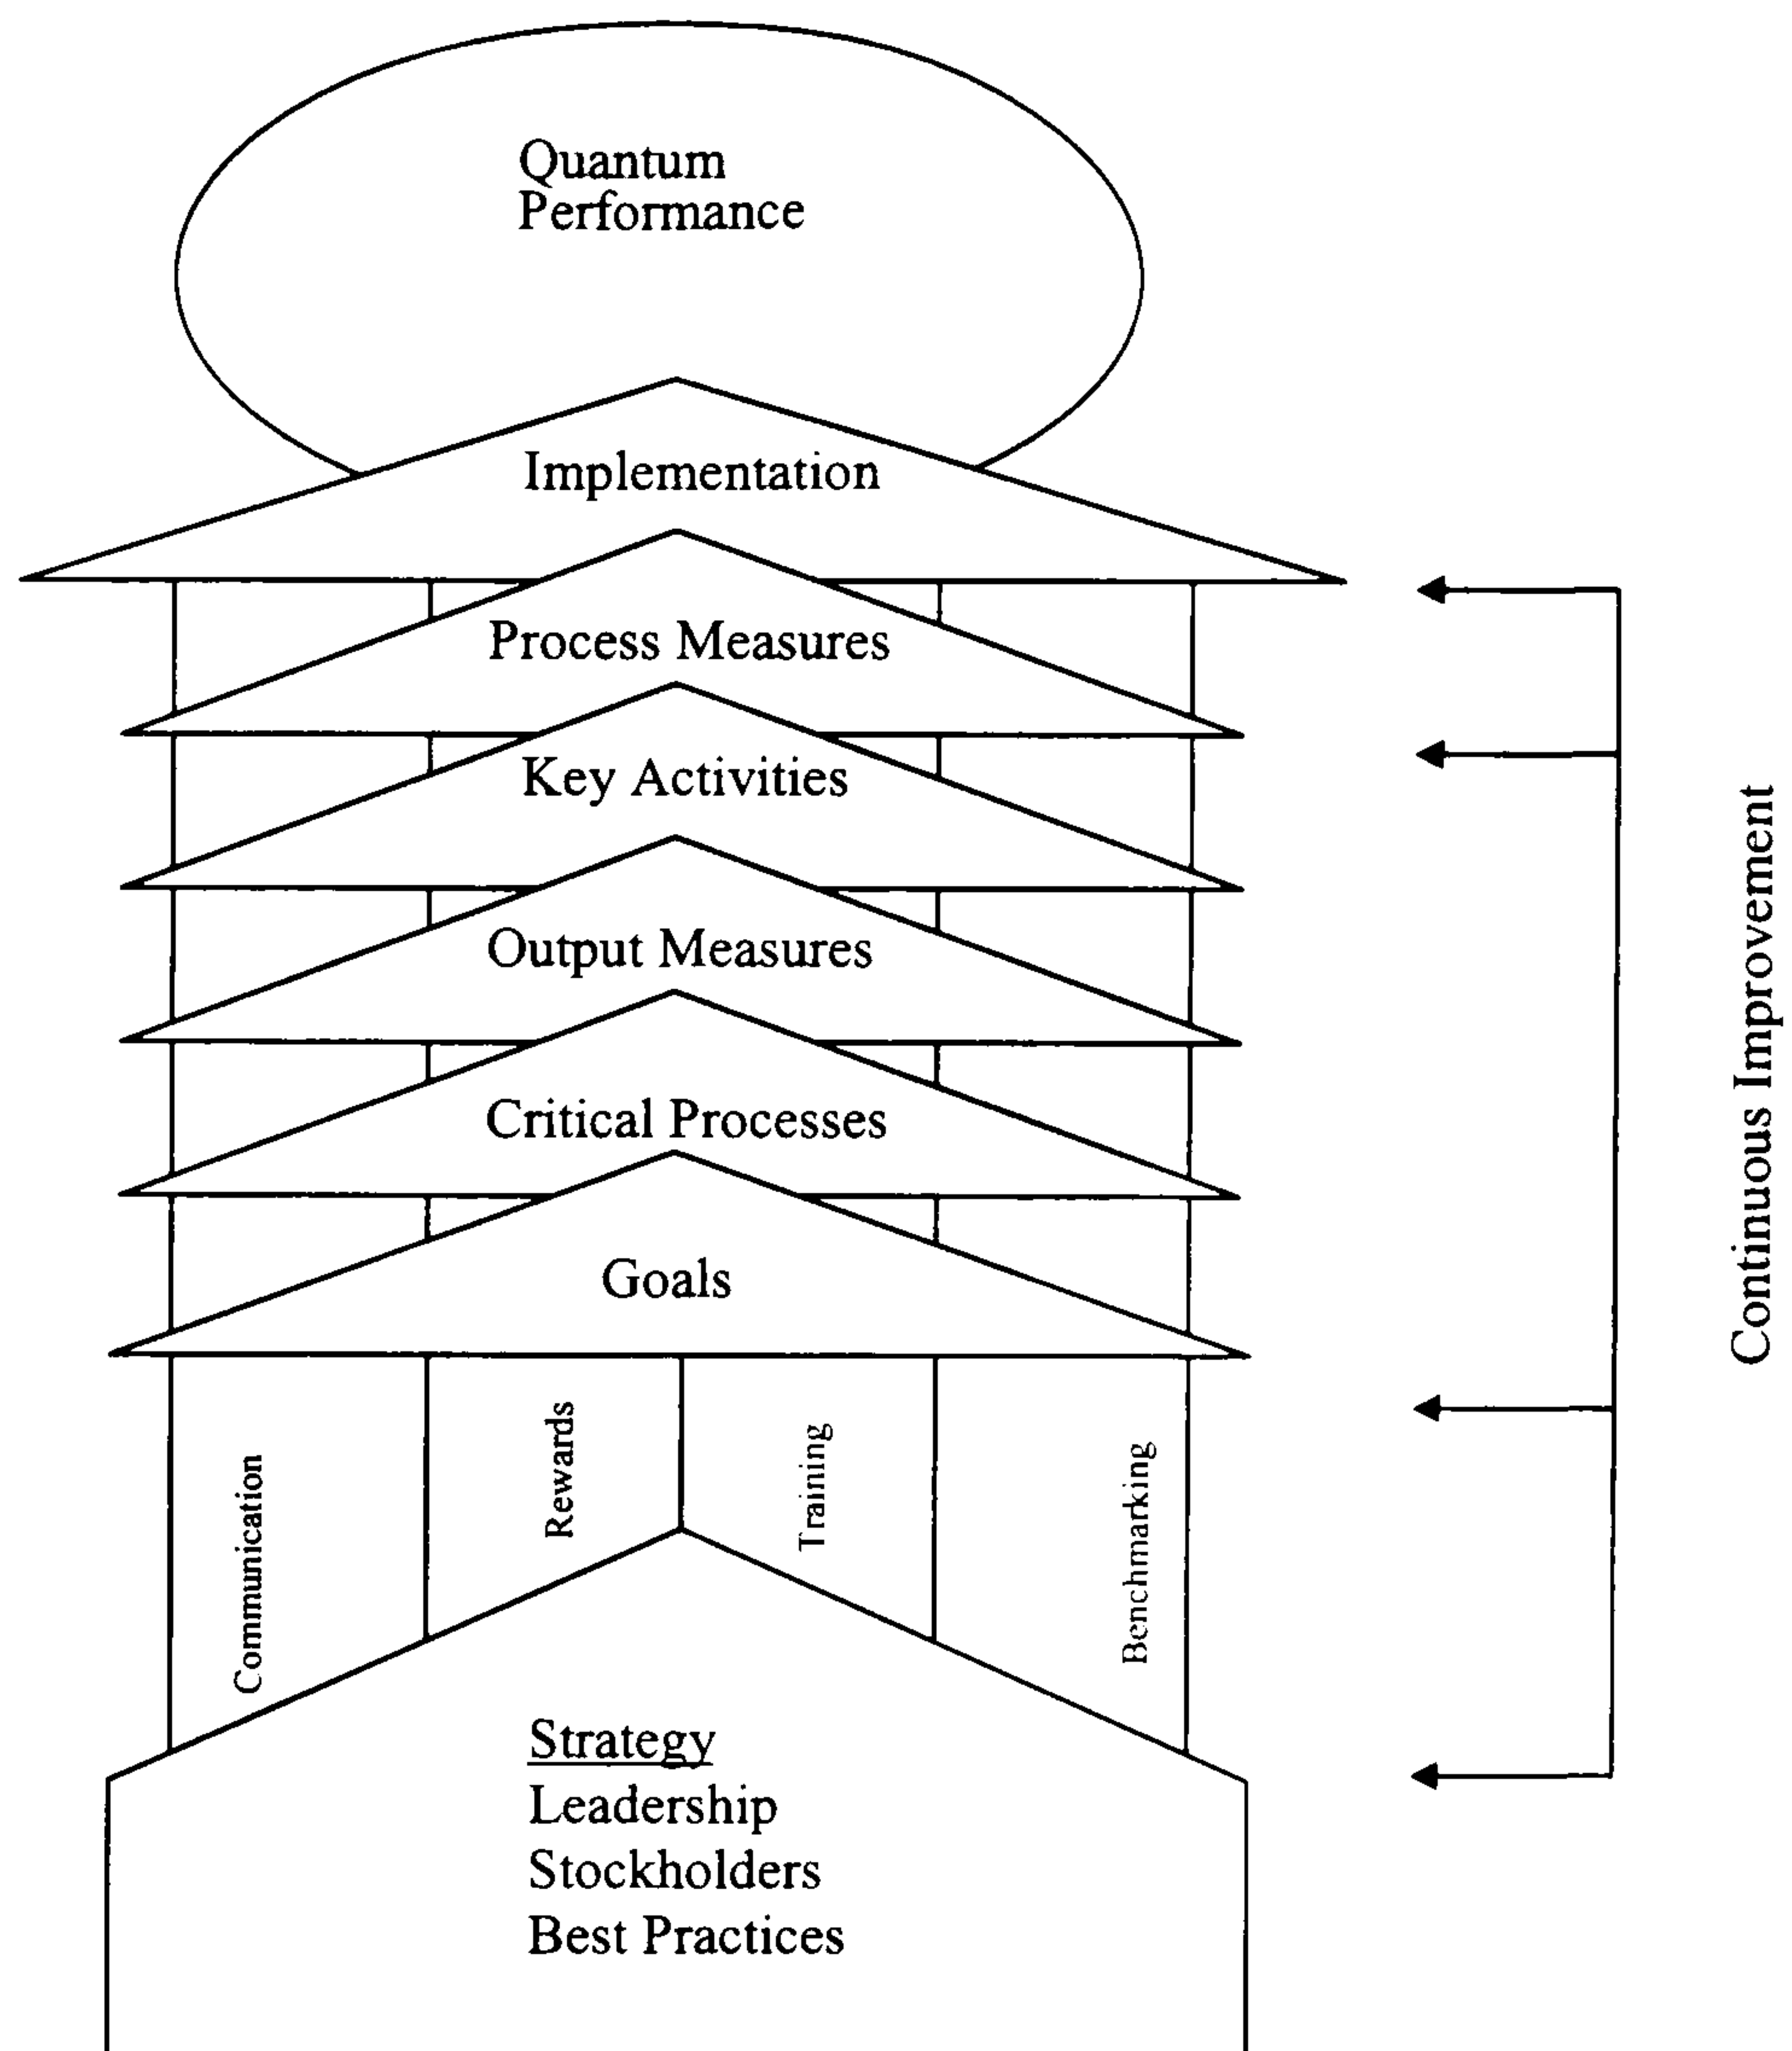 Quantum
Performance
Implementation
Process Measures
Key Activities
Output Measures
Critical Processes
Goals
Communication
Rewards
Training
Benchmarking
Strategy
Leadership
Stockholders
Best Practices
Continuous Improvement